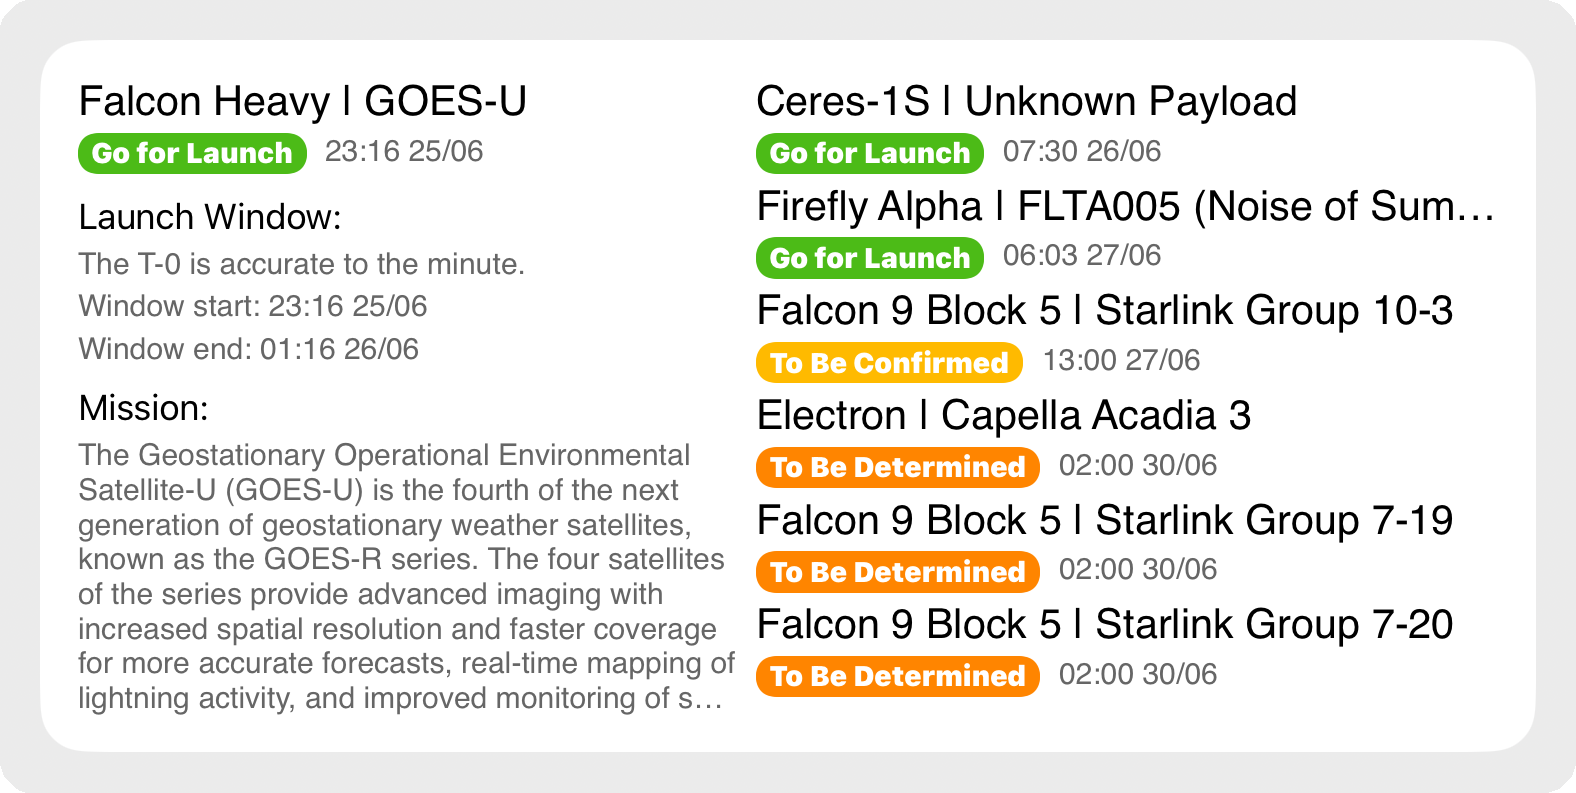 Falcon Heavy | GOES-U
Go for Launch 23:16 25/06
Launch Window:
The T-0 is accurate to the minute.
Window start: 23:16 25/06
Window end: 01:16 26/06
Mission:
The Geostationary Operational Environmental
Satellite-U (GOES-U) is the fourth of the next
generation of geostationary weather satellites,
known as the GOES-R series. The four satellites
of the series provide advanced imaging with
increased spatial resolution and faster coverage
for more accurate forecasts, real-time mapping of
lightning activity, and improved monitoring of s…
Ceres-1S | Unknown Payload
Go for Launch 07:30 26/06
Firefly Alpha | FLTA005 (Noise of Sum…
Go for Launch 06:03 27/06
Falcon 9 Block 5 | Starlink Group 10-3
To Be Confirmed 13:00 27/06
Electron | Capella Acadia 3
To Be Determined 02:00 30/06
Falcon 9 Block 5 | Starlink Group 7-19
To Be Determined 02:00 30/06
Falcon 9 Block 5 | Starlink Group 7-20
To Be Determined 02:00 30/06